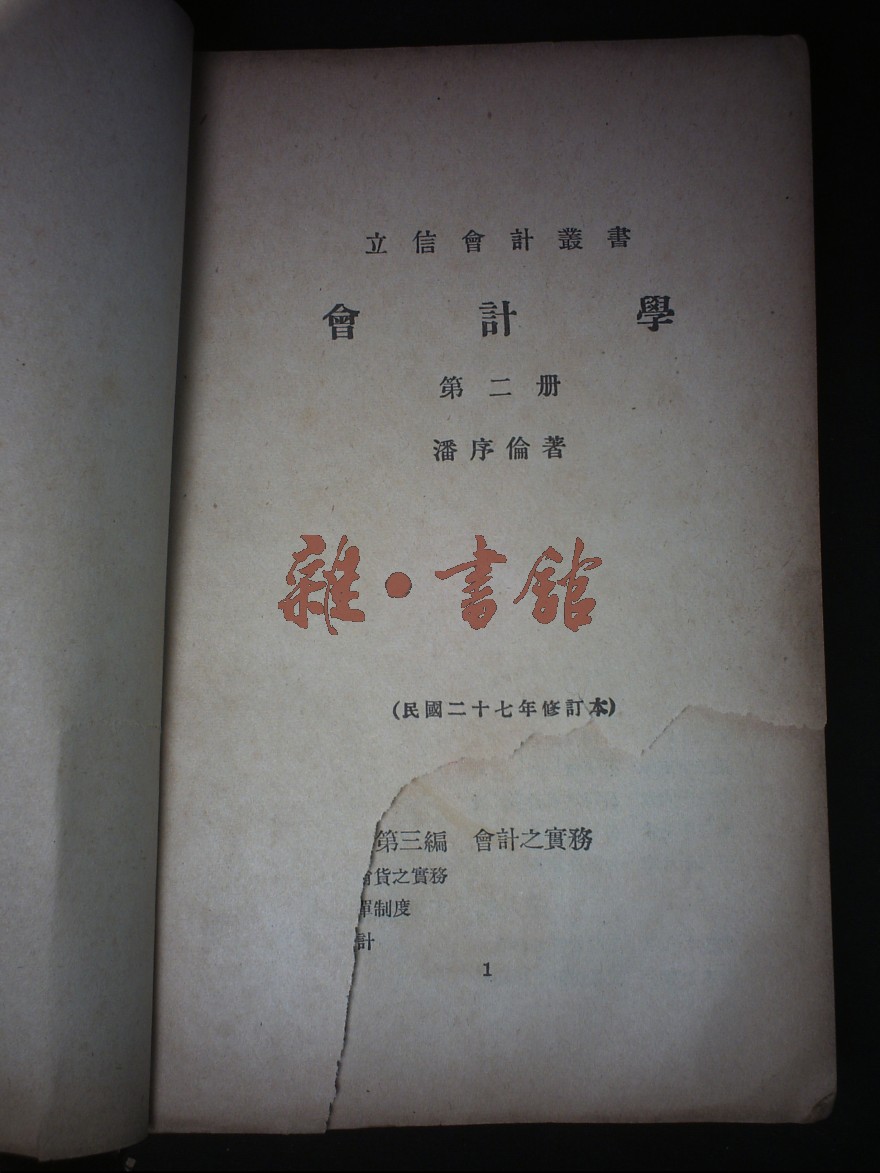 立信會計叢書
會計學
第二册
潘序倫著
雜·書館
(民國二十七年修訂本)
第三編 會計之實務
貨之實務
單制度
計
1